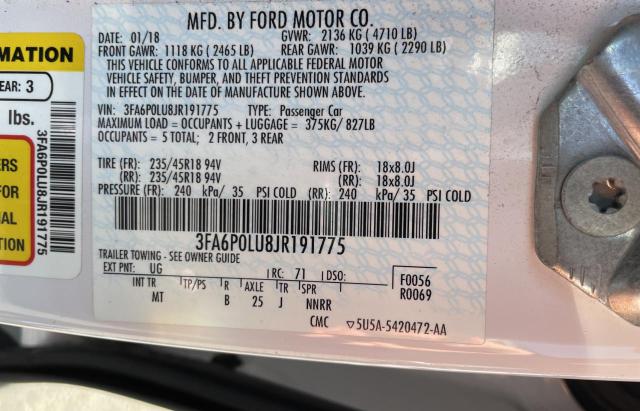 MFD. BY FORD MOTOR CO.
DATE: 01/18 GVWR: 2136 KG ( 4710 LB)
FRONT GAWR: 1118 KG ( 2465 LB) REAR GAWR: 1039 KG ( 2290 LB)
THIS VEHICLE CONFORMS TO ALL APPLICABLE FEDERAL MOTOR
VEHICLE SAFETY, BUMPER, AND THEFT PREVENTION STANDARDS
IN EFFECT ON THE DATE OF MANUFACTURE SHOWN ABOVE.
VIN: 3FA6P0LU8JR191775 TYPE: Passenger Car
MAXIMUM LOAD = OCCUPANTS + LUGGAGE = 375KG/ 827LB
OCCUPANTS = 5 TOTAL; 2 FRONT, 3 REAR
TIRE (FR): 235/45R18 94V RIMS (FR): 18x8.0J
(RR): 235/45R18 94V (RR): 18x8.0J
PRESSURE (FR): 240 kPa/ 35 PSI COLD (RR): 240 kPa/ 35 PSI COLD
3FA6P0LU8JR191775
TRAILER TOWING - SEE OWNER GUIDE
EXT PNT: UG RC: 71 DSO: F0056
R0069
INT TR TP/PS R AXLE TR SPR
MT B 25 J NNRR
CMC ▽5U5A-5420472-AA
MATION
EAR: 3
lbs.
3FA6P0LU8JR191775
ERS
FOR
NAL
ATION